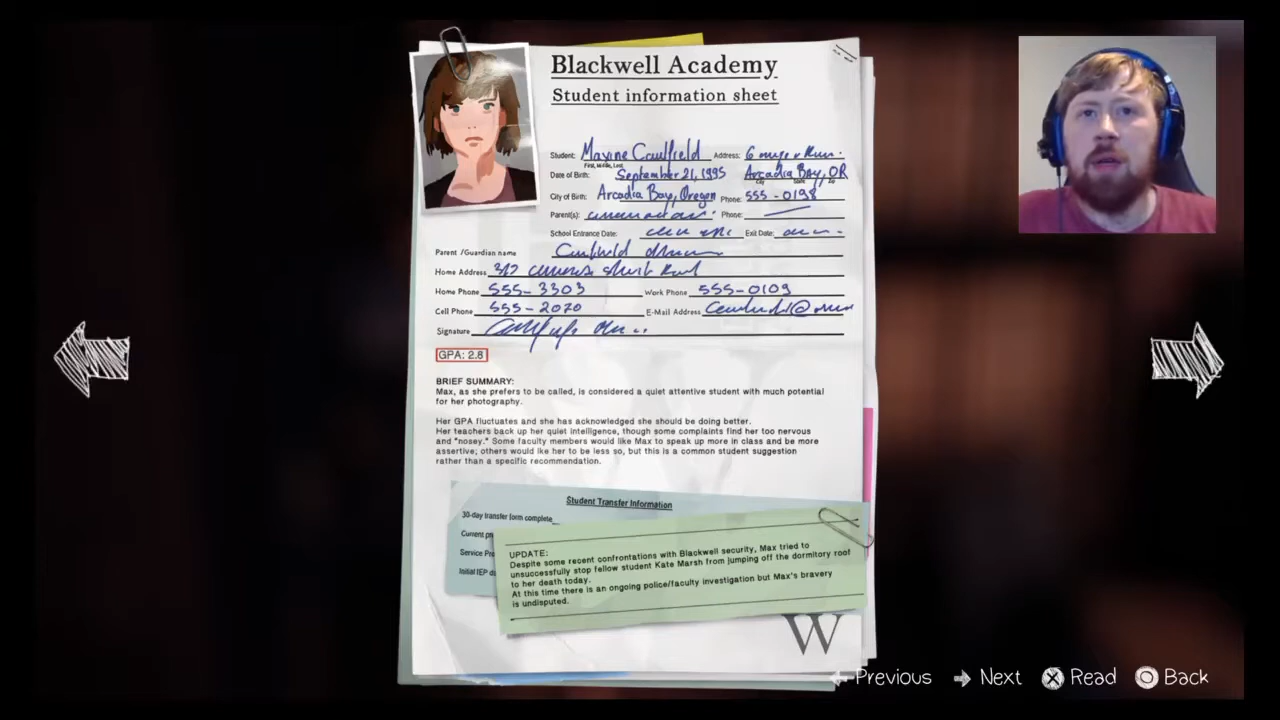 Blackwell Academy
Student information sheet
Student: Maxine Caulfield Address:
First, Middle, Last
Date of Birth: September 21, 1995 Arcadia Bay, OR
City State Zip
City of Birth: Arcadia Bay, Oregon Phone: 555-0198
Parent(s): Phone:
School Entrance Date: Exit Date:
Parent /Guardian name
Home Address
Home Phone 555-3303 Work Phone 555-0109
Cell Phone 555-2070 E-Mail Address
Signature
GPA: 2.8
BRIEF SUMMARY:
Max, as she prefers to be called, is considered a quiet attentive student with much potential
for her photography.
Her GPA fluctuates and she has acknowledged she should be doing better.
Her teachers back up her quiet intelligence, though some complaints find her too nervous
and "nosey." Some faculty members would like Max to speak up more in class and be more
assertive; others would like her to be less so, but this is a common student suggestion
rather than a specific recommendation.
Student Transfer Information
30-day transfer form complete
Current
Service
Initial IEP
UPDATE:
Despite some recent confrontations with Blackwell security, Max tried to
unsuccessfully stop fellow student Kate Marsh from jumping off the dormitory roof
to her death today.
At this time there is an ongoing police/faculty investigation but Max's bravery
is undisputed.
W
Previous Next Read Back